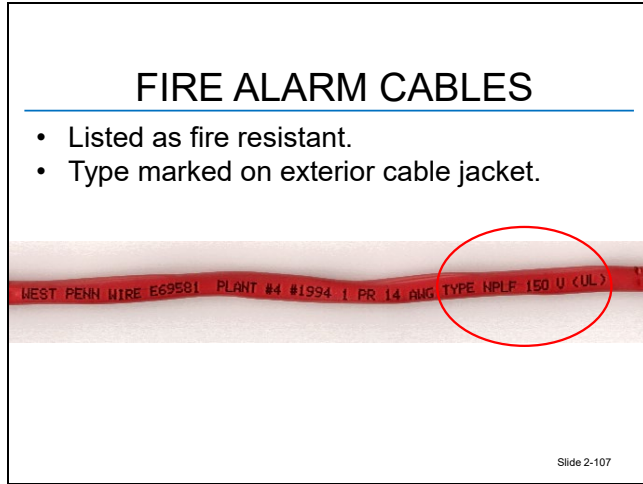 FIRE ALARM CABLES
• Listed as fire resistant.
• Type marked on exterior cable jacket.
WEST PENN WIRE E69581 PLANT #4 #1994 1 PR 14 AWG TYPE NPLF 150 V (UL)
Slide 2-107